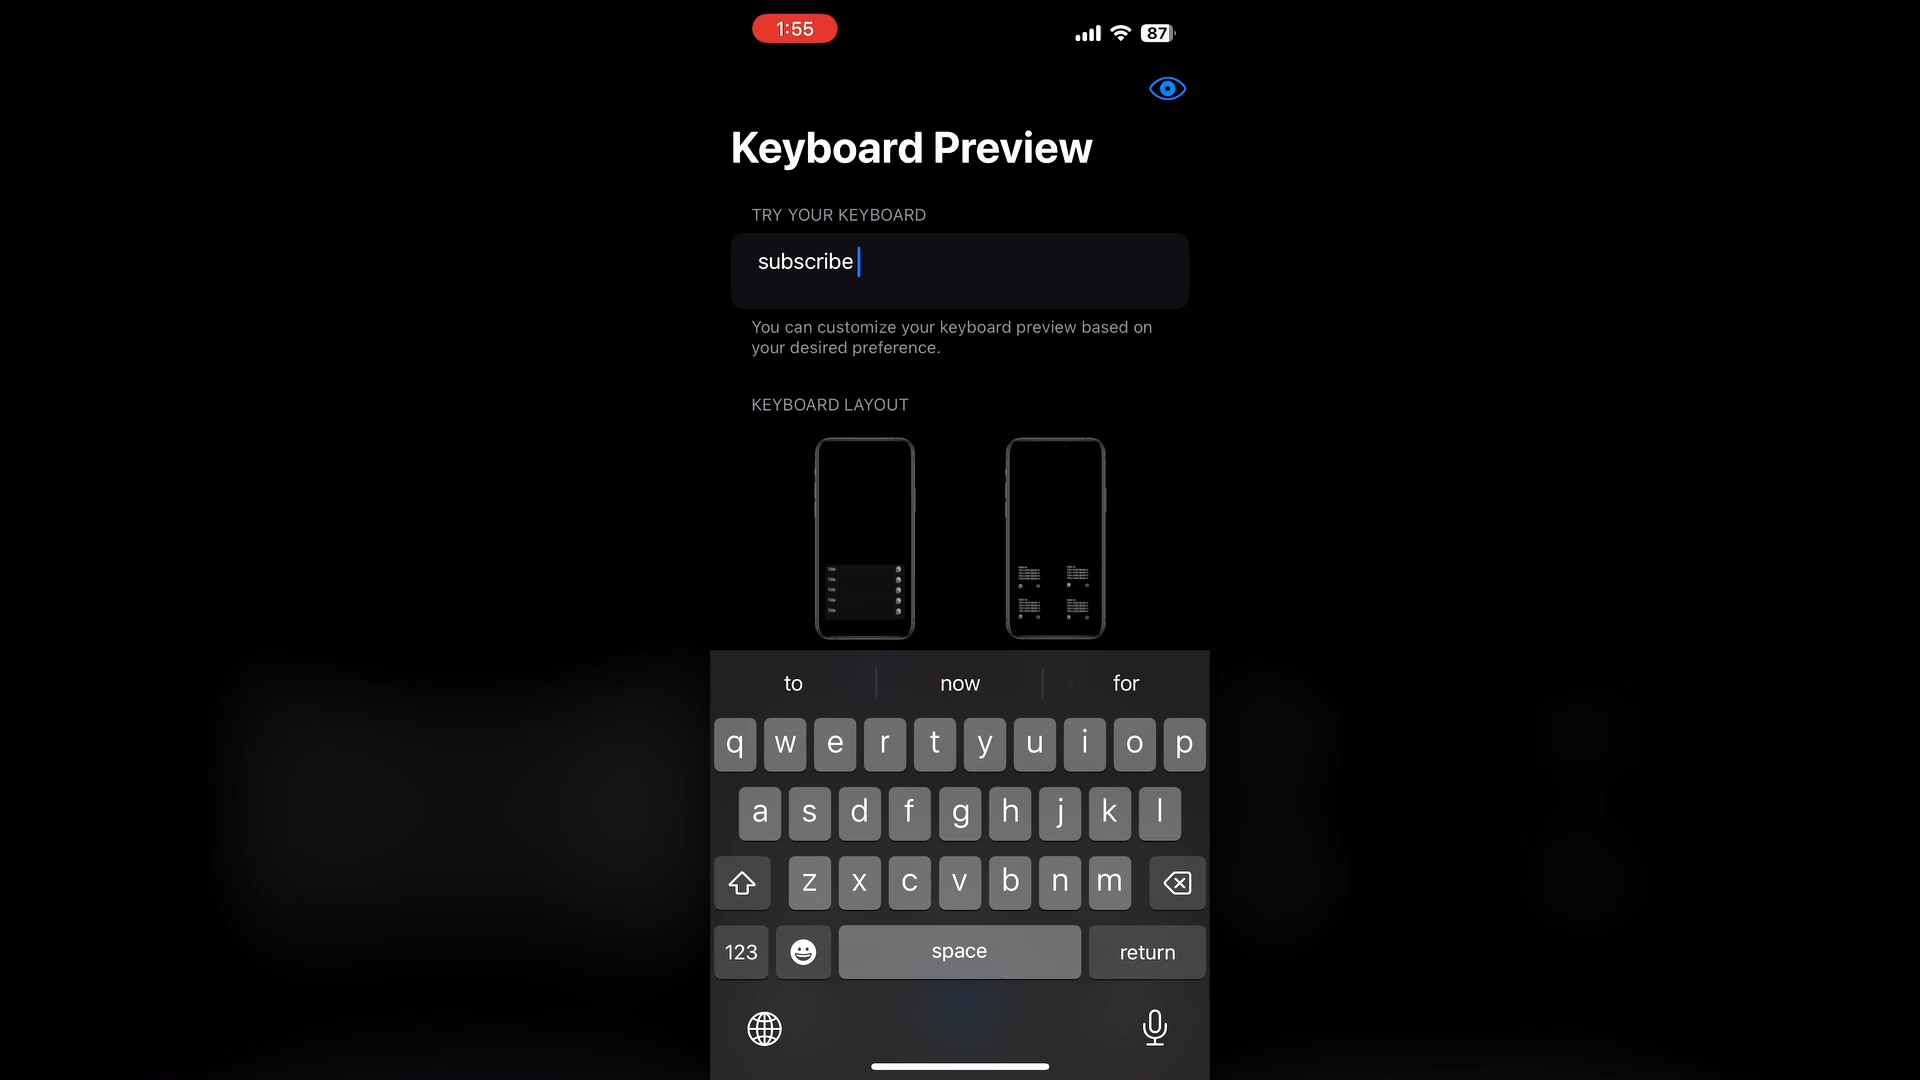 1:55
87
Keyboard Preview
TRY YOUR KEYBOARD
subscribe
You can customize your keyboard preview based on
your desired preference.
KEYBOARD LAYOUT
to now for
q w e r t y u i o p
a s d f g h j k l
z x c v b n m
123 space return